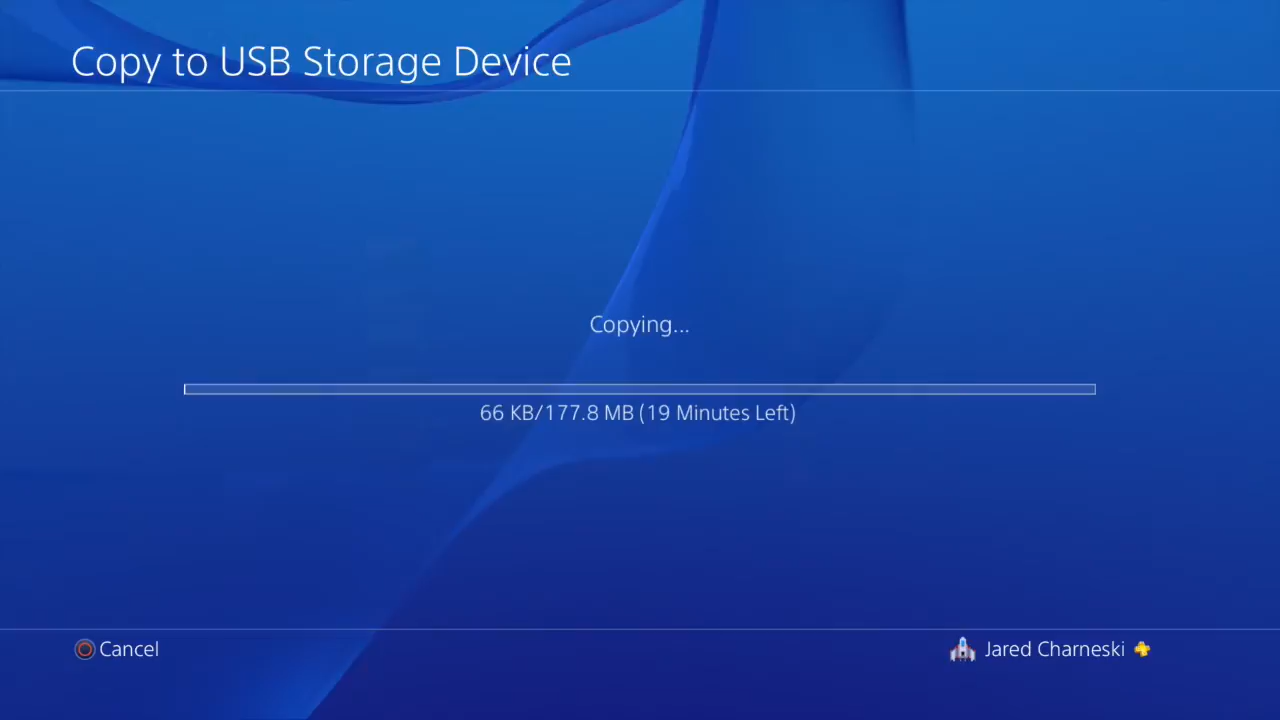 Copy to USB Storage Device
Copying...
66 KB/177.8 MB (19 Minutes Left)
Cancel
Jared Charneski